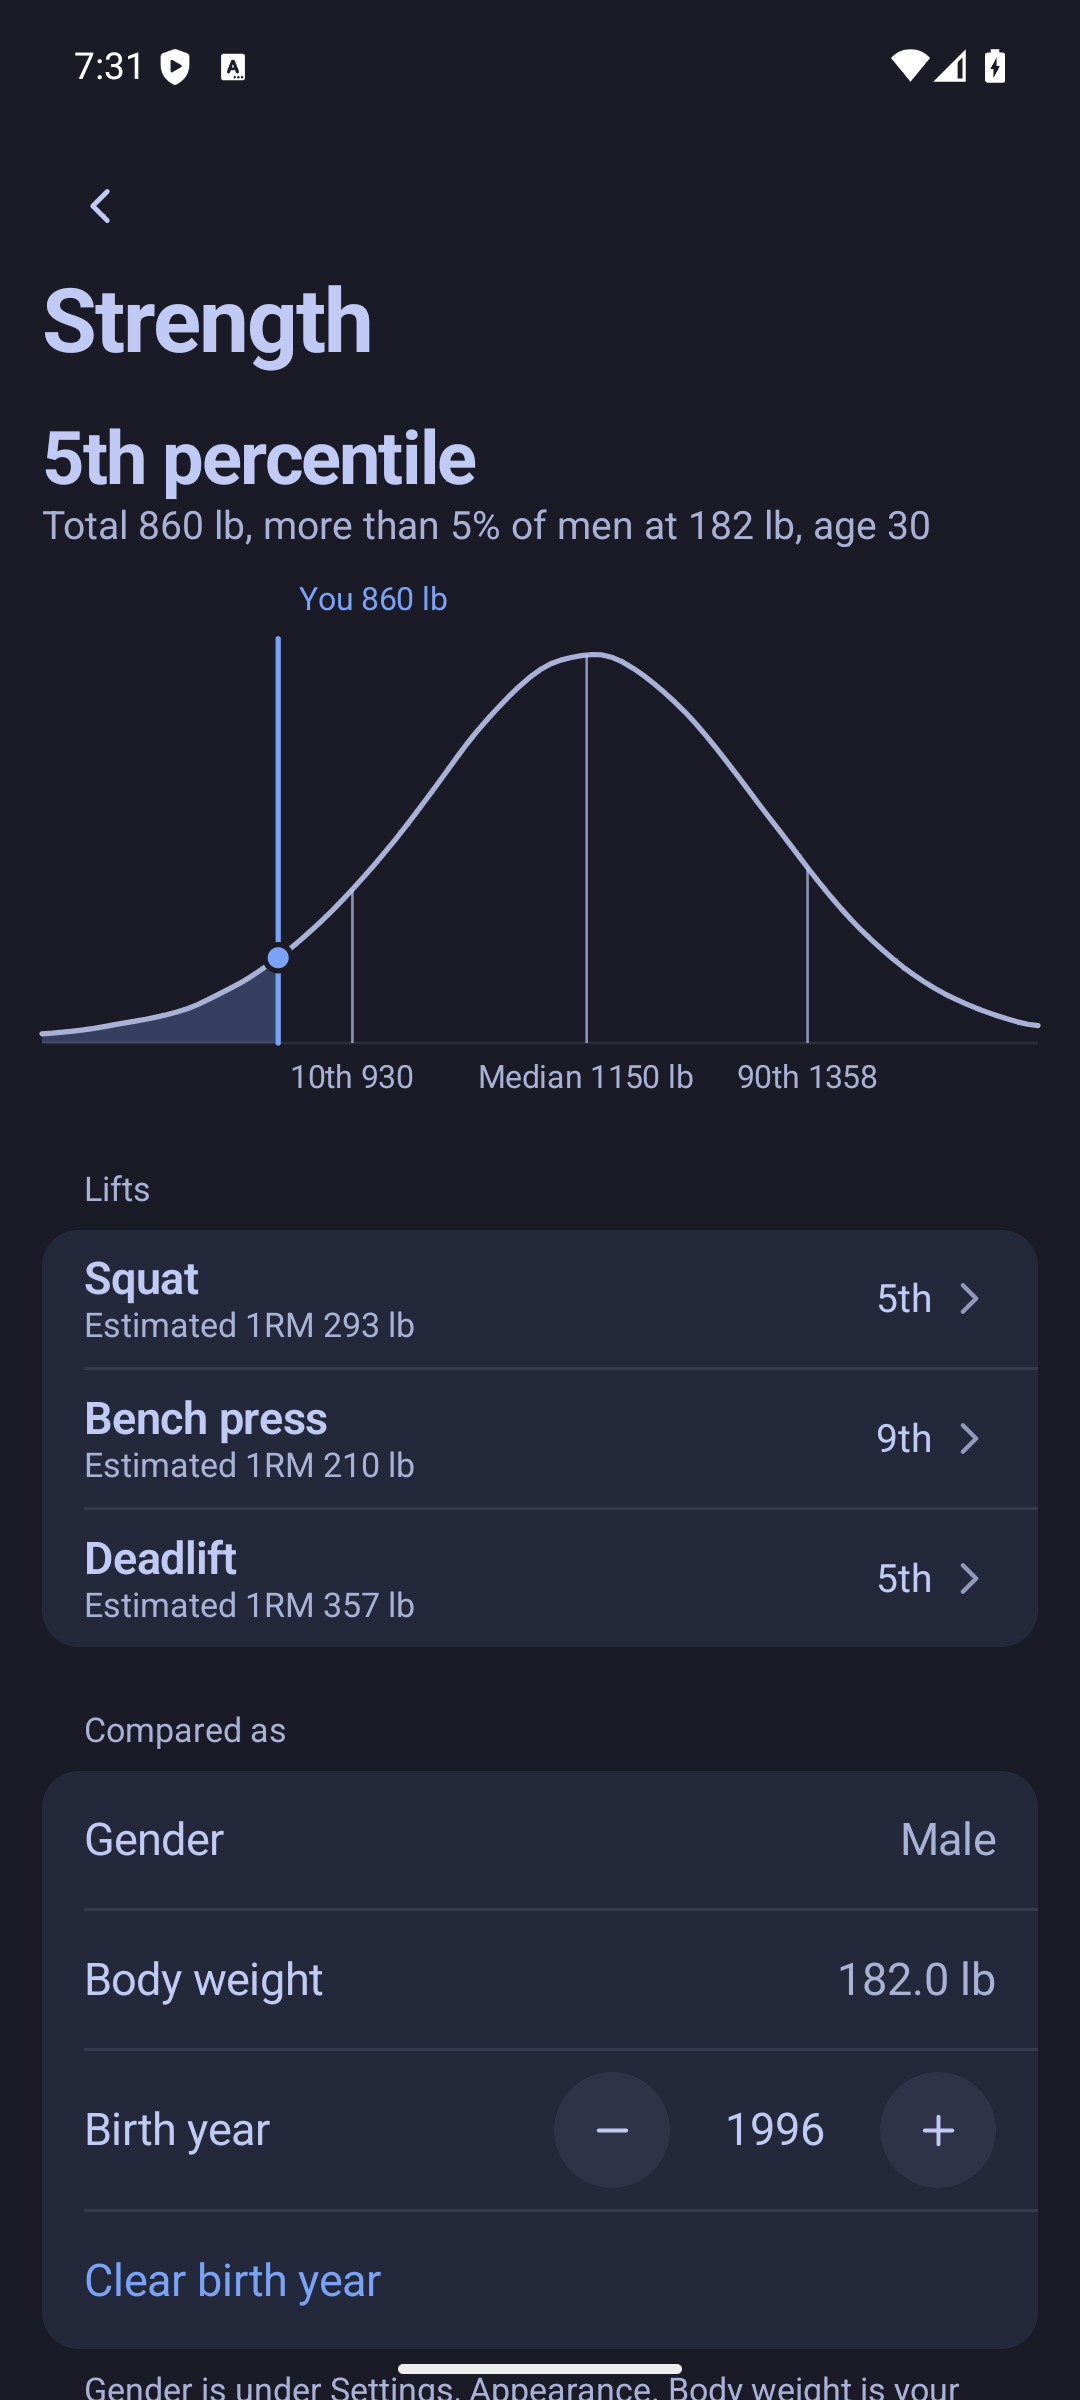 7:31
Strength
5th percentile
Total 860 lb, more than 5% of men at 182 lb, age 30
You 860 lb
10th 930
Median 1150 lb
90th 1358
Lifts
Squat
5th
Estimated 1RM 293 lb
Bench press
9th
Estimated 1RM 210 lb
Deadlift
5th
Estimated 1RM 357 lb
Compared as
Gender
Male
Body weight
182.0 lb
Birth year
1996
Clear birth year
Gender is under Settings, Appearance. Body weight is your